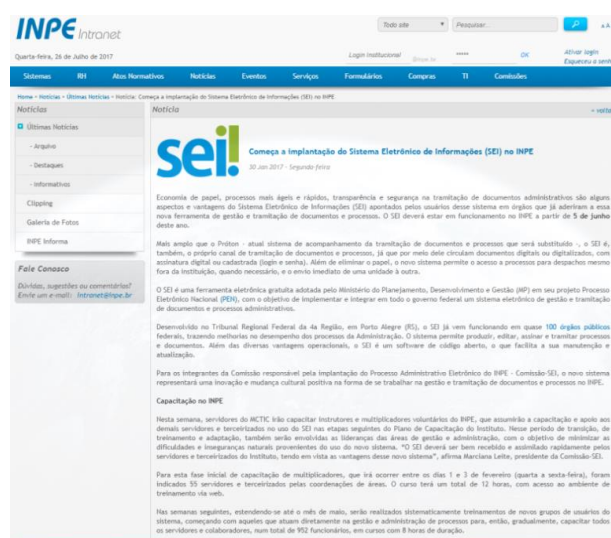 INPE Intranet
Todo site
Pesquisar...
Quarta-feira, 26 de Julho de 2017
Login institucional
OK
Ativar login
Esqueceu a senh
Sistemas RH Atos Normativos Notícias Eventos Serviços Formulários Compras TI Comissões
Home » Notícias » Últimas Notícias » Notícia: Começa a implantação do Sistema Eletrônico de Informações (SEI) no INPE
Notícias
Notícia
Últimas Notícias
- Arquivo
- Destaques
- Informativos
Clipping
Galeria de Fotos
INPE Informa
Fale Conosco
Dúvidas, sugestões ou comentários?
Envie um e-mail: intranet@inpe.br
sei!
Começa a implantação do Sistema Eletrônico de Informações (SEI) no INPE
30 Jan 2017 - Segunda-feira
Economia de papel, processos mais ágeis e rápidos, transparência e segurança na tramitação de documentos administrativos são alguns
aspectos e vantagens do Sistema Eletrônico de Informações (SEI) apontados pelos usuários desse sistema em órgãos que já aderiram a essa
nova ferramenta de gestão e tramitação de documentos e processos. O SEI deverá estar em funcionamento no INPE a partir de 5 de junho
deste ano.
Mais amplo que o Próton - atual sistema de acompanhamento da tramitação de documentos e processos que será substituído -, o SEI é,
também, o próprio canal de tramitação de documentos e processos, já que por meio dele circulam documentos digitais ou digitalizados, com
assinatura digital ou cadastrada (login e senha). Além de eliminar o papel, o novo sistema permite o acesso a processos para despachos mesmo
fora da instituição, quando necessário, e o envio imediato de uma unidade à outra.
O SEI é uma ferramenta eletrônica gratuita adotada pelo Ministério do Planejamento, Desenvolvimento e Gestão (MP) em seu projeto Processo
Eletrônico Nacional (PEN), com o objetivo de implementar e integrar em todo o governo federal um sistema eletrônico de gestão e tramitação
de documentos e processos administrativos.
Desenvolvido no Tribunal Regional Federal da 4a Região, em Porto Alegre (RS), o SEI já vem funcionando em quase 100 órgãos públicos
federais, trazendo melhorias no desempenho dos processos da Administração. O sistema permite produzir, editar, assinar e tramitar processos
e documentos. Além das diversas vantagens operacionais, o SEI é um software de código aberto, o que facilita a sua manutenção e
atualização.
Para os integrantes da Comissão responsável pela implantação do Processo Administrativo Eletrônico do INPE - Comissão-SEI, o novo sistema
representará uma inovação e mudança cultural positiva na forma de se trabalhar na gestão e tramitação de documentos e processos no INPE.
Capacitação no INPE
Nesta semana, servidores do MCTIC irão capacitar instrutores e multiplicadores voluntários do INPE, que assumirão a capacitação e apoio aos
demais servidores e terceirizados no uso do SEI nas etapas seguintes do Plano de Capacitação do Instituto. Nesse período de transição, de
treinamento e adaptação, também serão envolvidas as lideranças das áreas de gestão e administração, com o objetivo de minimizar as
dificuldades e inseguranças naturais provenientes do uso do novo sistema. "O SEI deverá ser bem recebido e assimilado rapidamente pelos
servidores e terceirizados do Instituto, tendo em vista as vantagens desse novo sistema", afirma Marciana Leite, presidente da Comissão-SEI.
Para esta fase inicial de capacitação de multiplicadores, que irá ocorrer entre os dias 1 e 3 de fevereiro (quarta a sexta-feira), foram
indicados 55 servidores e terceirizados pelas coordenações de áreas. O curso terá um total de 12 horas, com acesso ao ambiente de
treinamento via web.
Nas semanas seguintes, estendendo-se até o mês de maio, serão realizados sistematicamente treinamentos de novos grupos de usuários do
sistema, começando com aqueles que atuam diretamente na gestão e administração de processos para, então, gradualmente, capacitar todos
os servidores e colaboradores, num total de 952 funcionários, em cursos com 8 horas de duração.